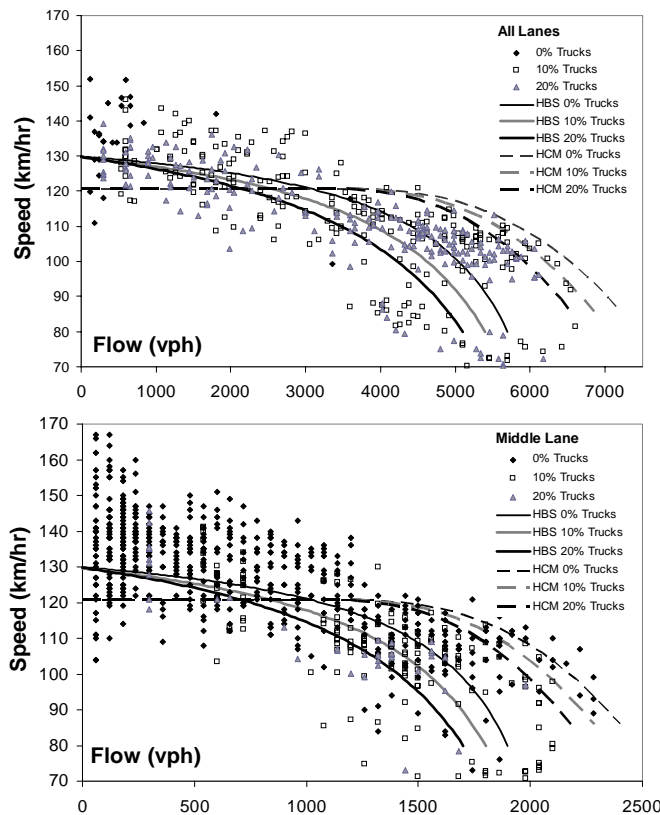 170
160
150
140
130
120
110
100
90
80
70
Speed (km/hr)
Flow (vph)
0 1000 2000 3000 4000 5000 6000 7000
All Lanes
0% Trucks
10% Trucks
20% Trucks
HBS 0% Trucks
HBS 10% Trucks
HBS 20% Trucks
HCM 0% Trucks
HCM 10% Trucks
HCM 20% Trucks
170
160
150
140
130
120
110
100
90
80
70
Speed (km/hr)
Flow (vph)
0 500 1000 1500 2000 2500
Middle Lane
0% Trucks
10% Trucks
20% Trucks
HBS 0% Trucks
HBS 10% Trucks
HBS 20% Trucks
HCM 0% Trucks
HCM 10% Trucks
HCM 20% Trucks